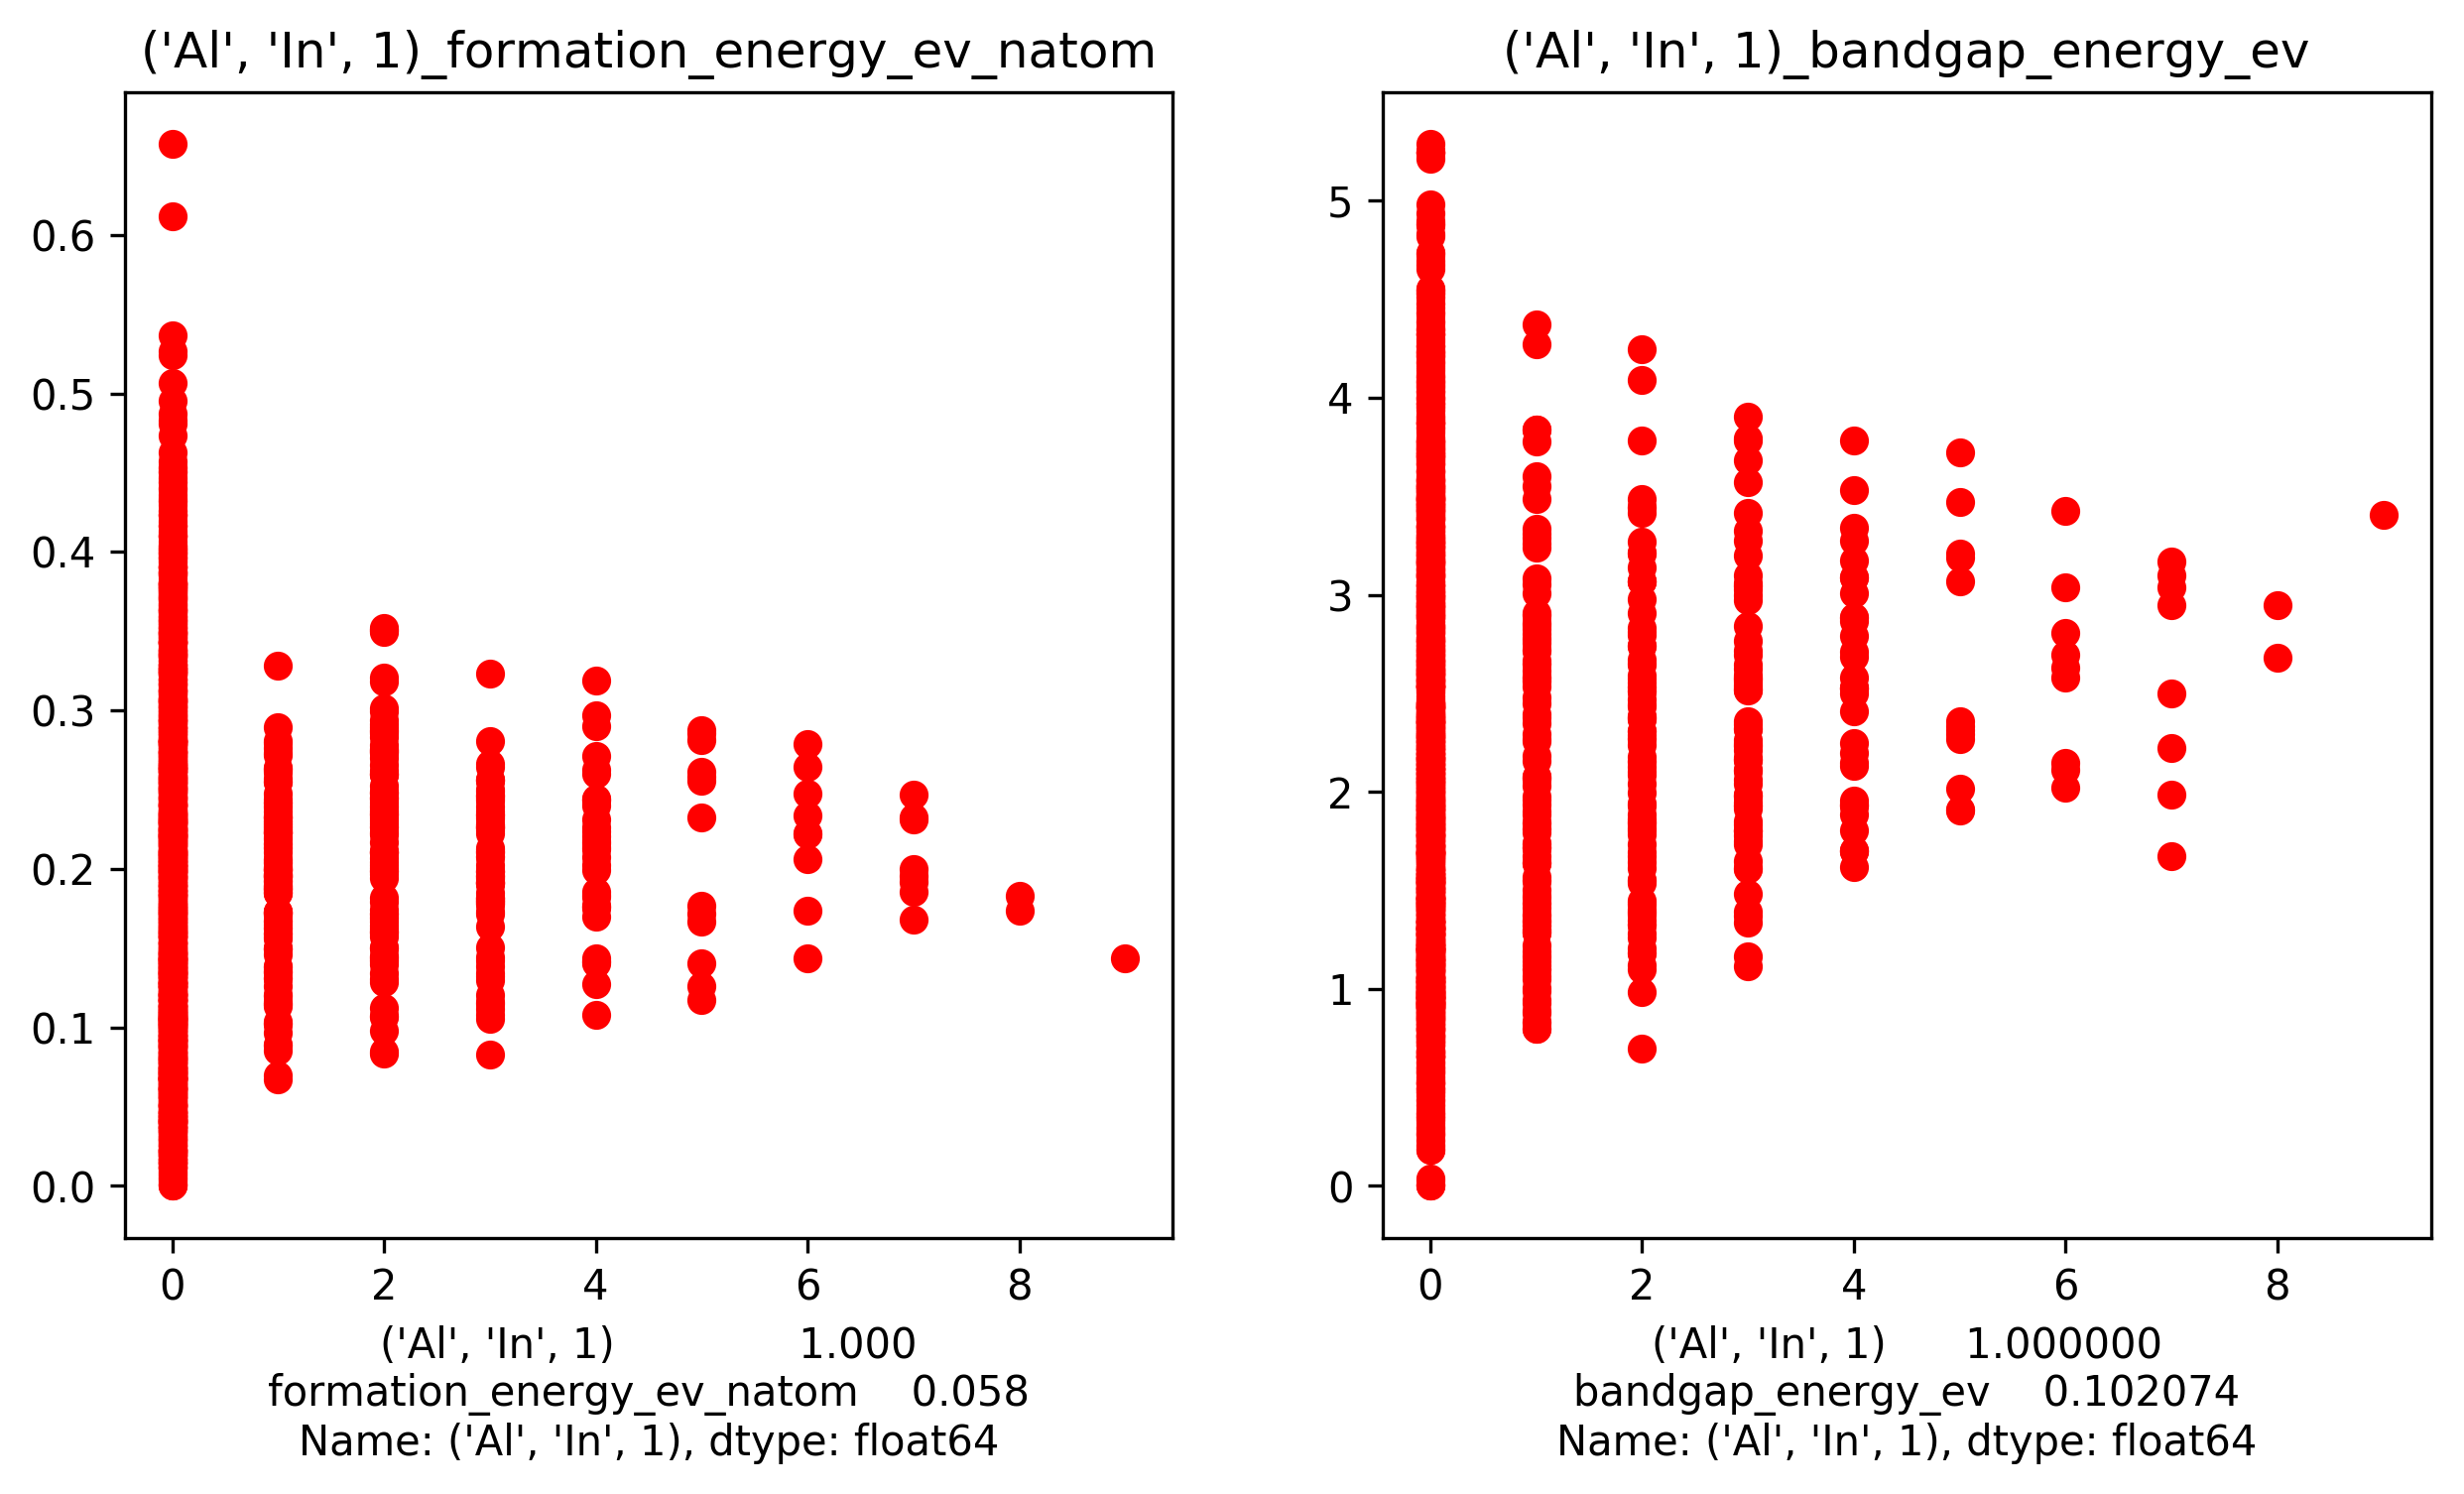 ('Al', 'In', 1)_formation_energy_ev_natom
0.6
0.5
0.4
0.3
0.2
0.1
0.0
0 2 4 6 8
('Al', 'In', 1) 1.000
formation_energy_ev_natom 0.058
Name: ('Al', 'In', 1), dtype: float64
('Al', 'In', 1)_bandgap_energy_ev
5
4
3
2
1
0
0 2 4 6 8
('Al', 'In', 1) 1.000000
bandgap_energy_ev 0.102074
Name: ('Al', 'In', 1), dtype: float64